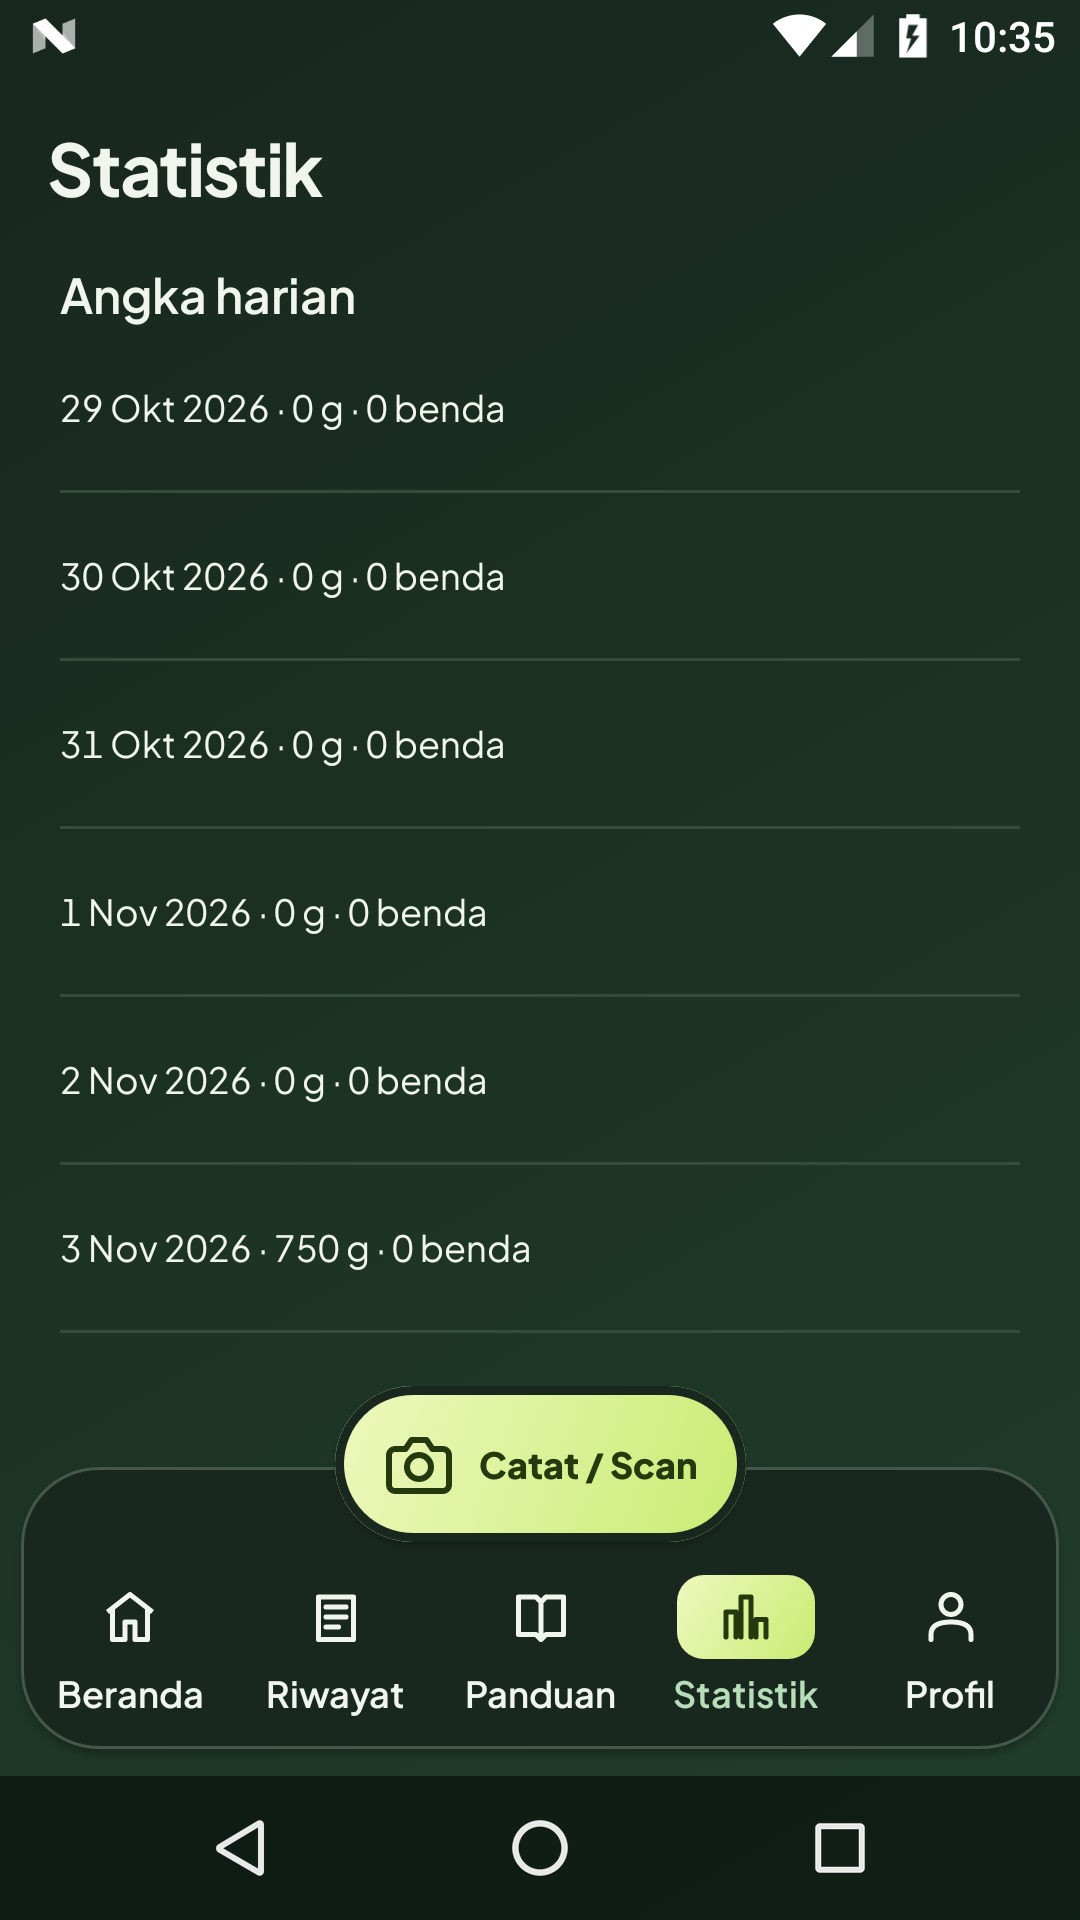 10:35
Statistik
Angka harian
29 Okt 2026 · 0 g · 0 benda
30 Okt 2026 · 0 g · 0 benda
31 Okt 2026 · 0 g · 0 benda
1 Nov 2026 · 0 g · 0 benda
2 Nov 2026 · 0 g · 0 benda
3 Nov 2026 · 750 g · 0 benda
Catat / Scan
Beranda Riwayat Panduan Statistik Profil